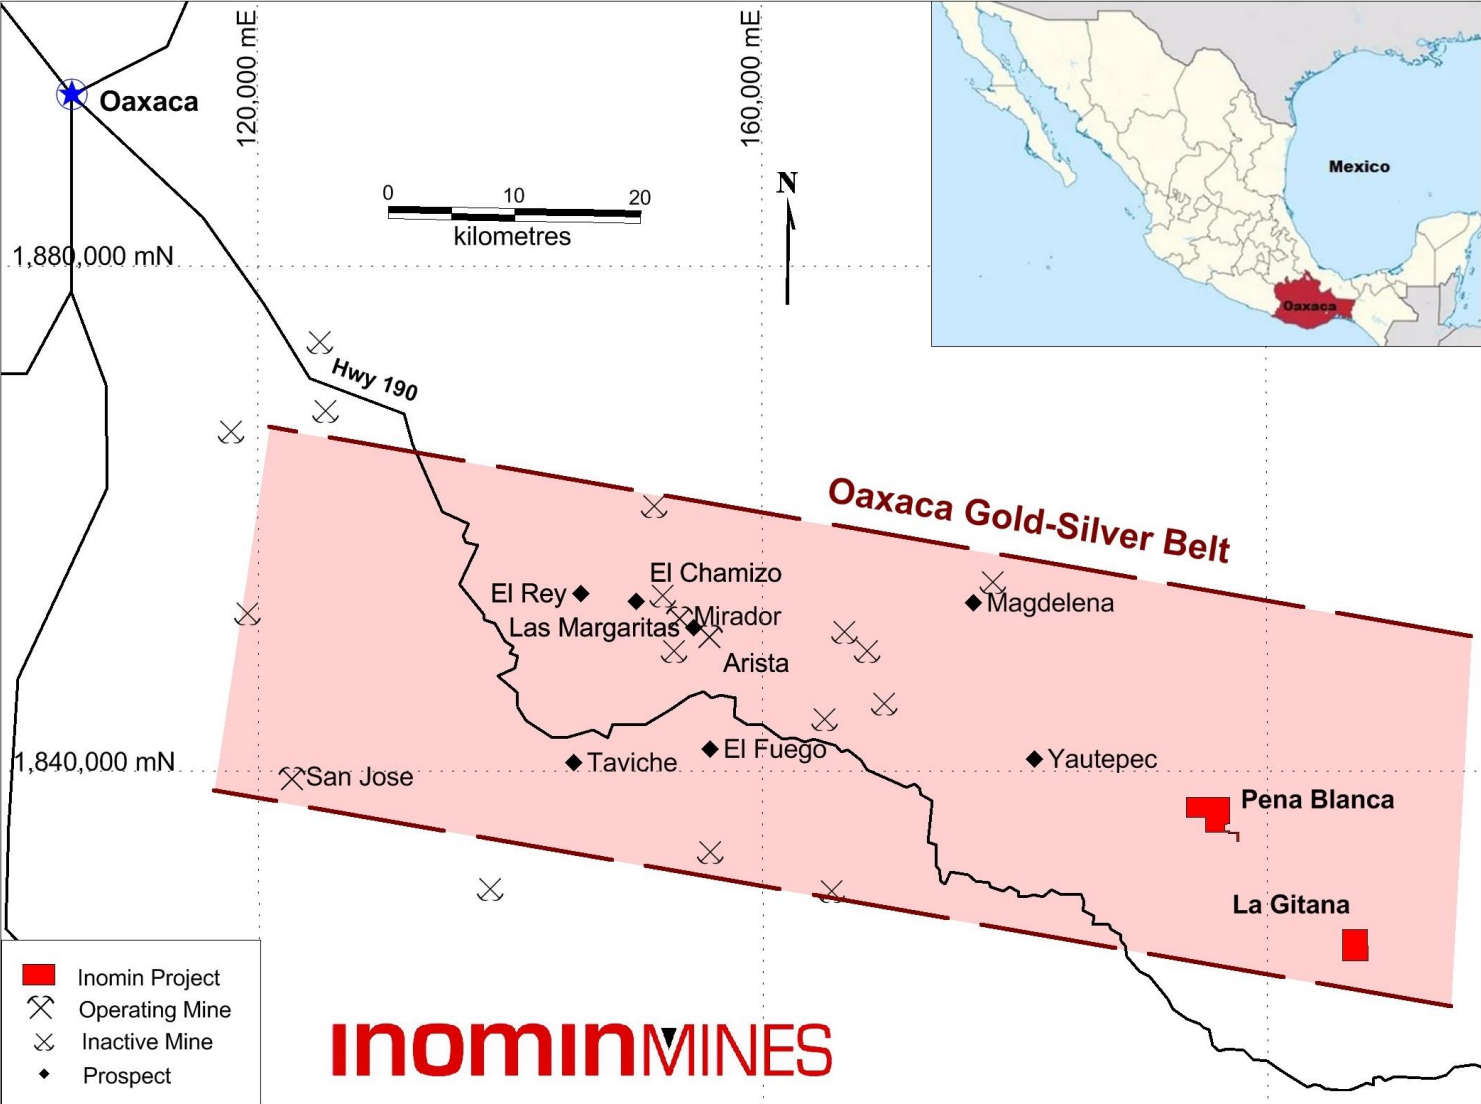 120,000 mE
160,000 mE
Oaxaca
0 10 20
kilometres
N
Mexico
Oaxaca
1,880,000 mN
Hwy 190
Oaxaca Gold-Silver Belt
El Chamizo
El Rey
Mirador
Magdelena
Las Margaritas
Arista
El Fuego
Taviche
Yautepec
1,840,000 mN
San Jose
Pena Blanca
La Gitana
Inomin Project
Operating Mine
Inactive Mine
Prospect
INOMINMINES